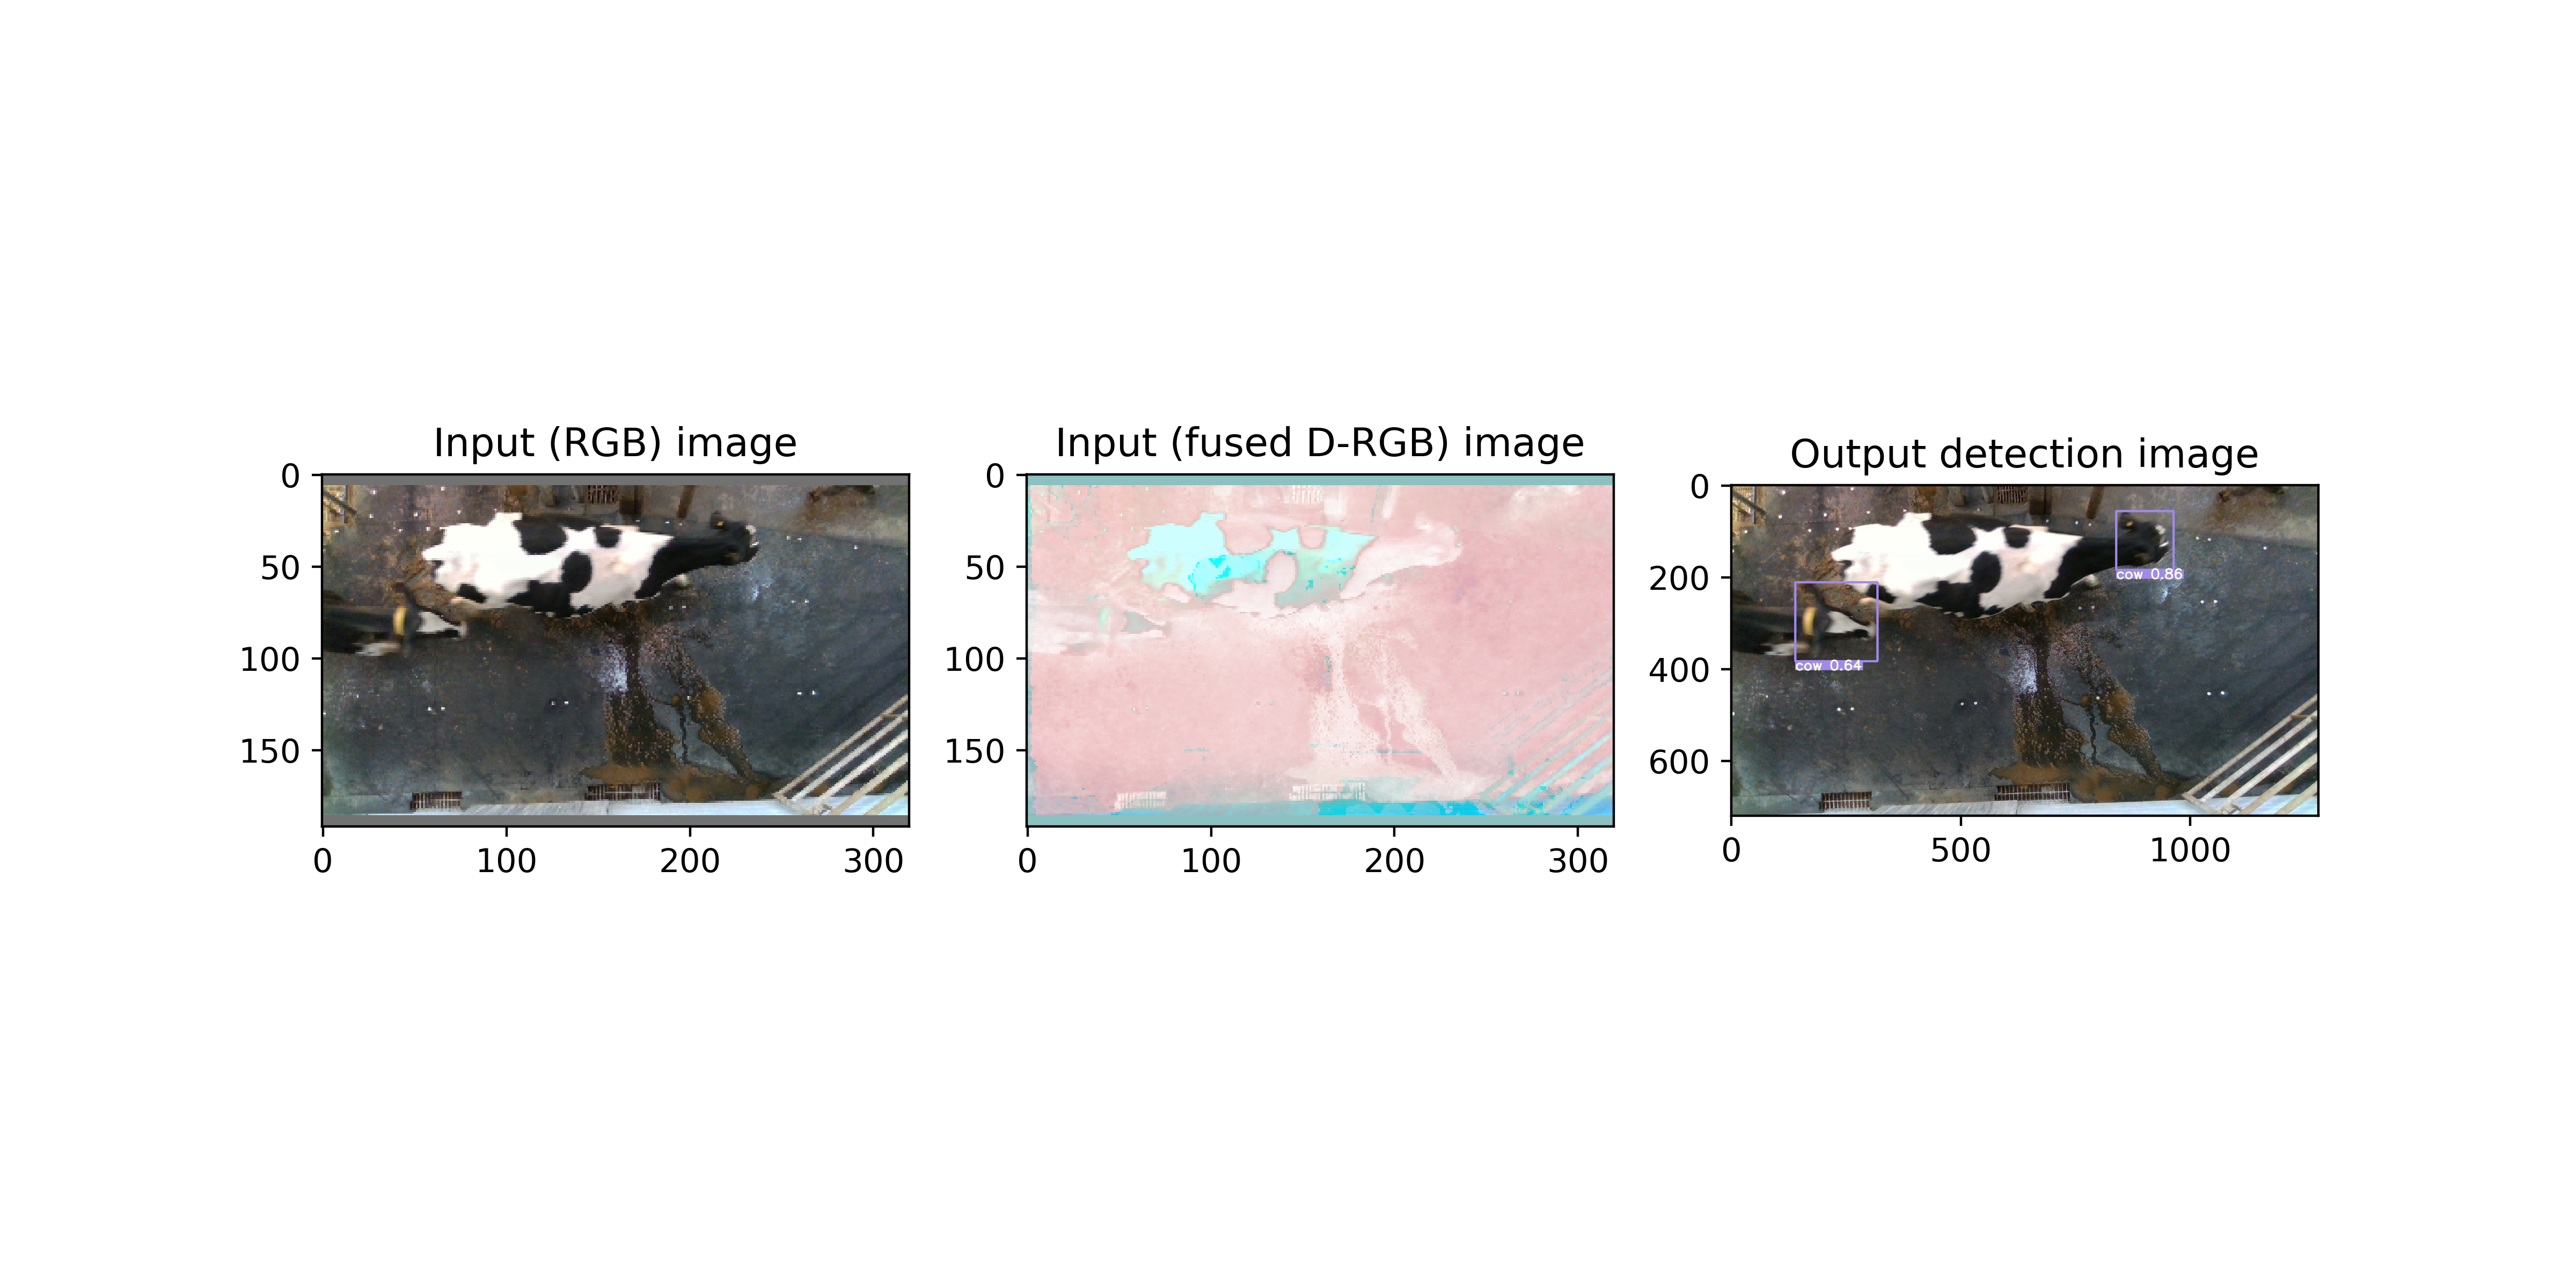 Input (RGB) image
0
50
100
150
0 100 200 300
Input (fused D-RGB) image
0
50
100
150
0 100 200 300
Output detection image
0
200
400
600
0 500 1000
cow 0.86
cow 0.64